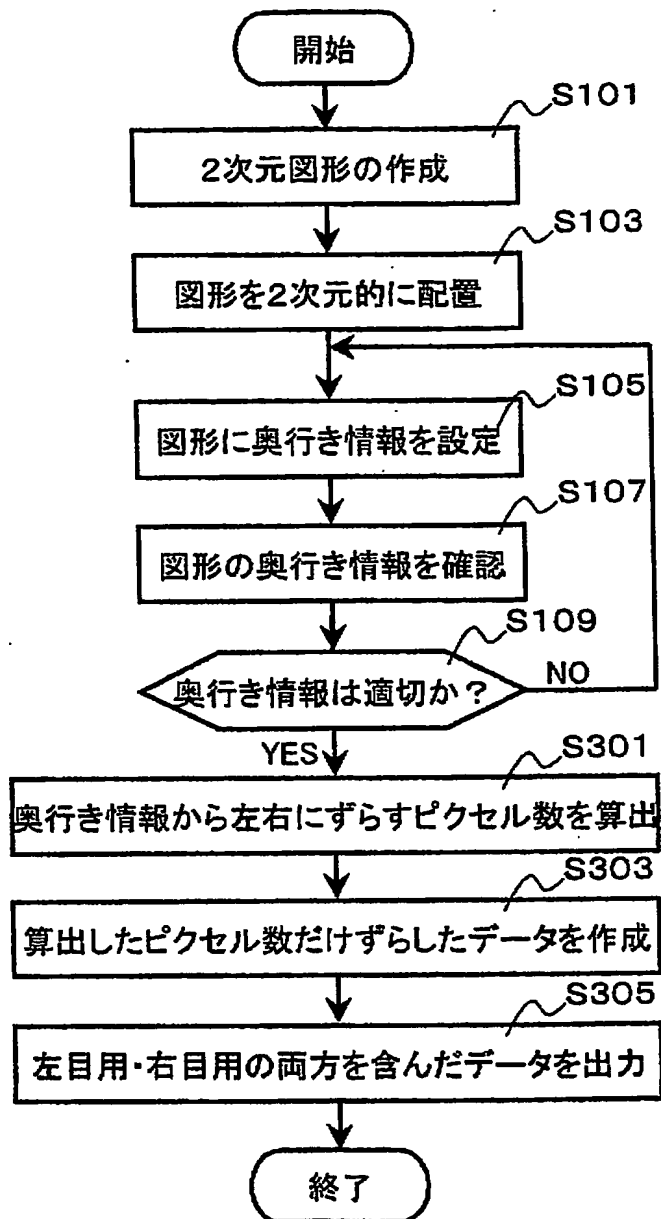 開始
S101
2次元図形の作成
S103
図形を2次元的に配置
S105
図形に奥行き情報を設定
S107
図形の奥行き情報を確認
S109
奥行き情報は適切か?
NO
YES
S301
奥行き情報から左右にずらすピクセル数を算出
S303
算出したピクセル数だけずらしたデータを作成
S305
左目用・右目用の両方を含んだデータを出力
終了